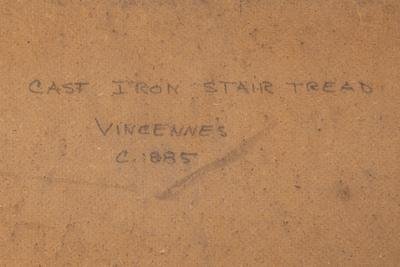 CAST IRON STAIR TREAD
VINCENNES
C. 1885